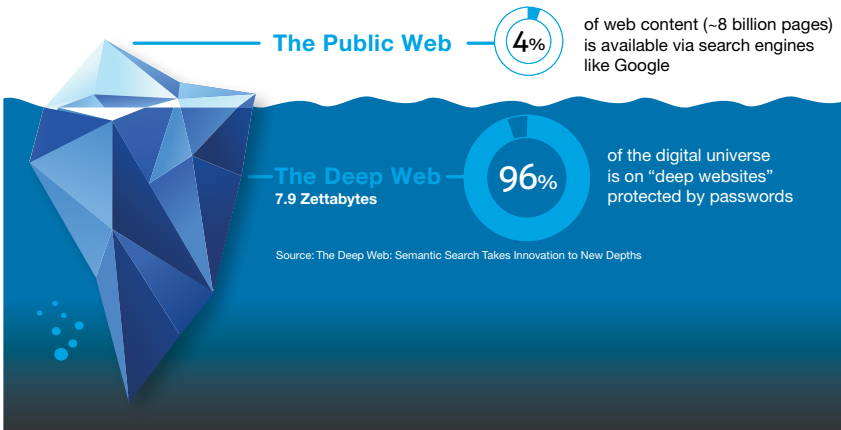 The Public Web
4%
of web content (~8 billion pages)
is available via search engines
like Google
The Deep Web
7.9 Zettabytes
96%
of the digital universe
is on “deep websites”
protected by passwords
Source: The Deep Web: Semantic Search Takes Innovation to New Depths